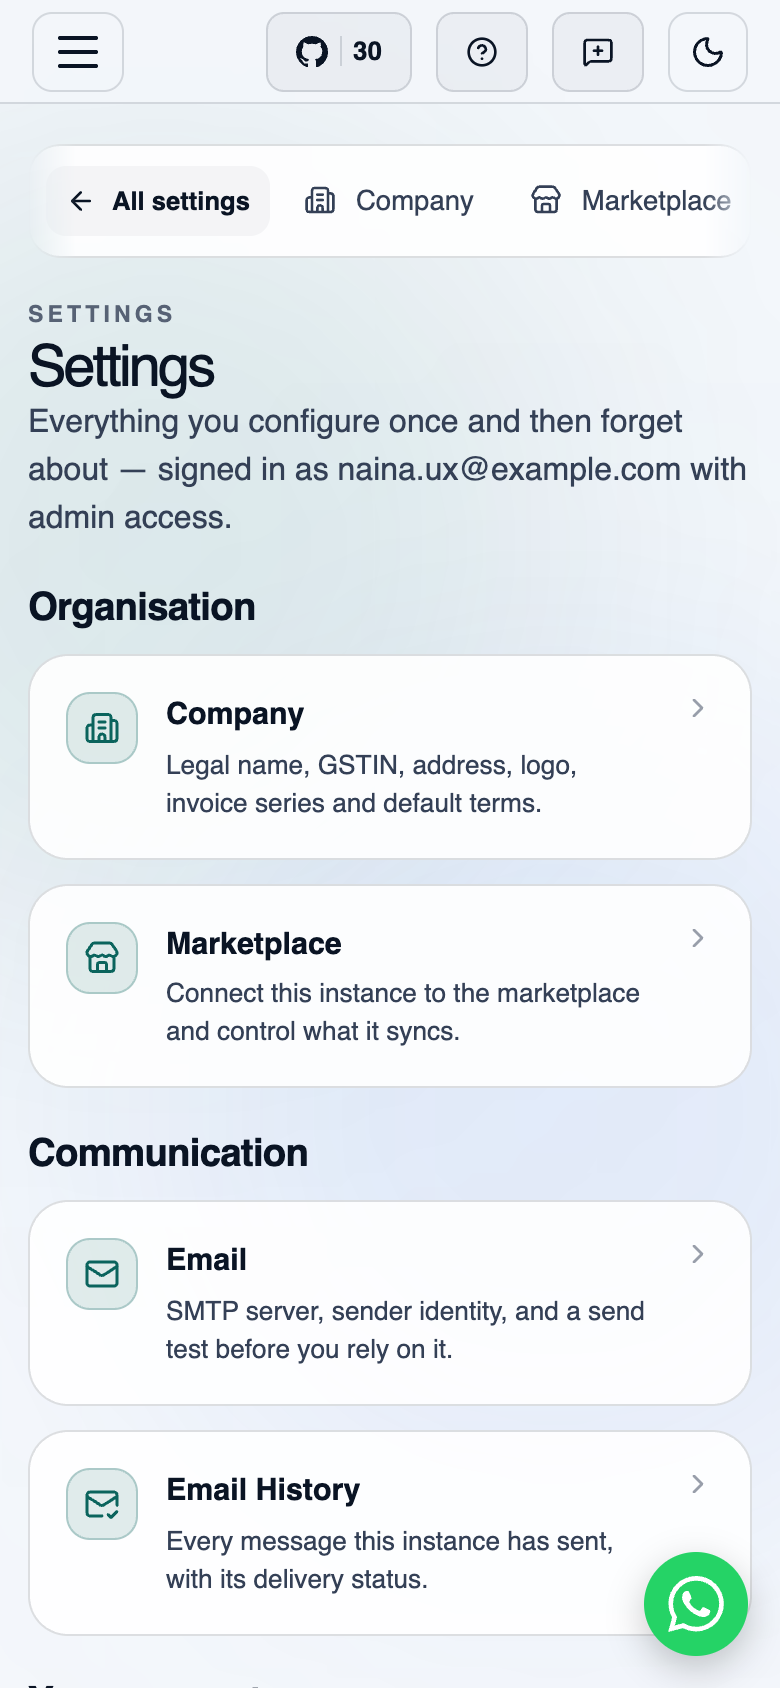 30
All settings
Company
Marketplace
SETTINGS
Settings
Everything you configure once and then forget
about — signed in as naina.ux@example.com with
admin access.
Organisation
Company
Legal name, GSTIN, address, logo,
invoice series and default terms.
Marketplace
Connect this instance to the marketplace
and control what it syncs.
Communication
Email
SMTP server, sender identity, and a send
test before you rely on it.
Email History
Every message this instance has sent,
with its delivery status.